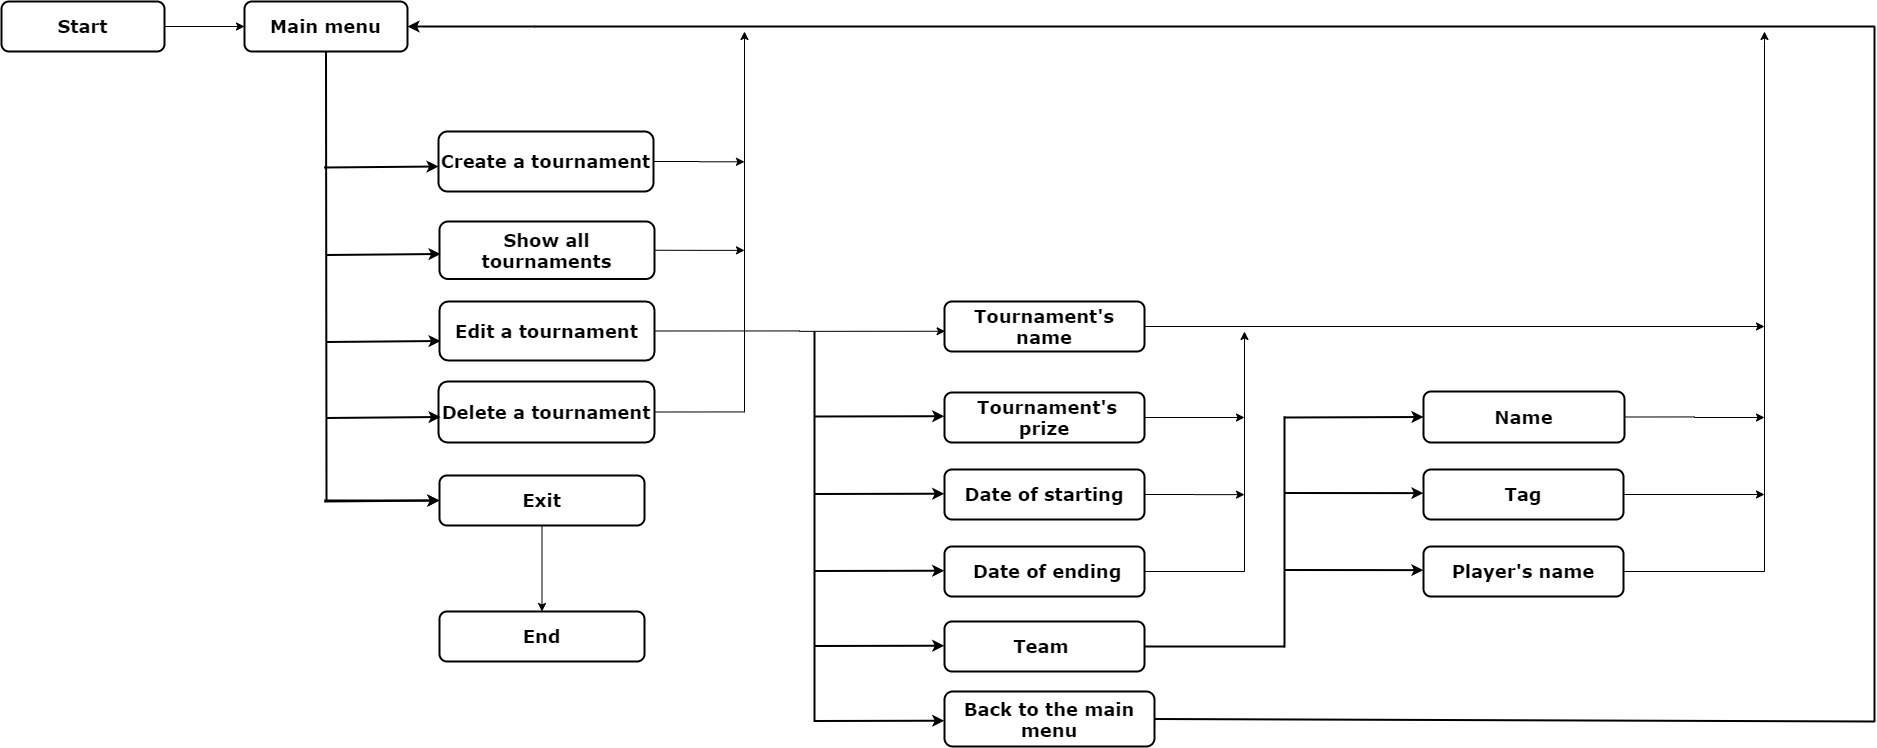 Start
Main menu
Create a tournament
Show all
tournaments
Edit a tournament
Delete a tournament
Exit
End
Tournament's
name
Tournament's
prize
Date of starting
Date of ending
Team
Back to the main
menu
Name
Tag
Player's name